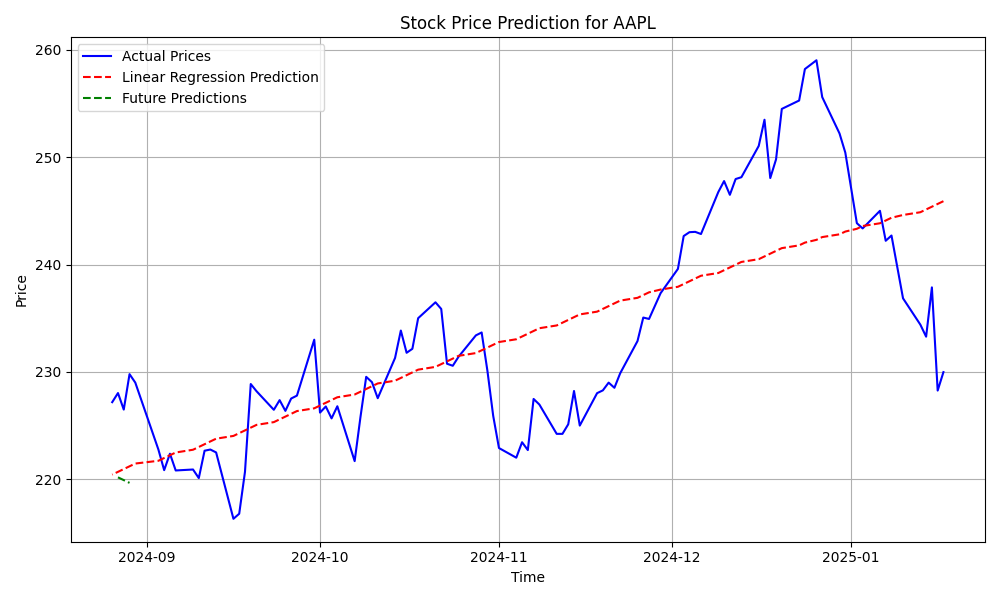 Stock Price Prediction for AAPL
Actual Prices
Linear Regression Prediction
Future Predictions
Price
260
250
240
230
220
2024-09
2024-10
2024-11
2024-12
2025-01
Time